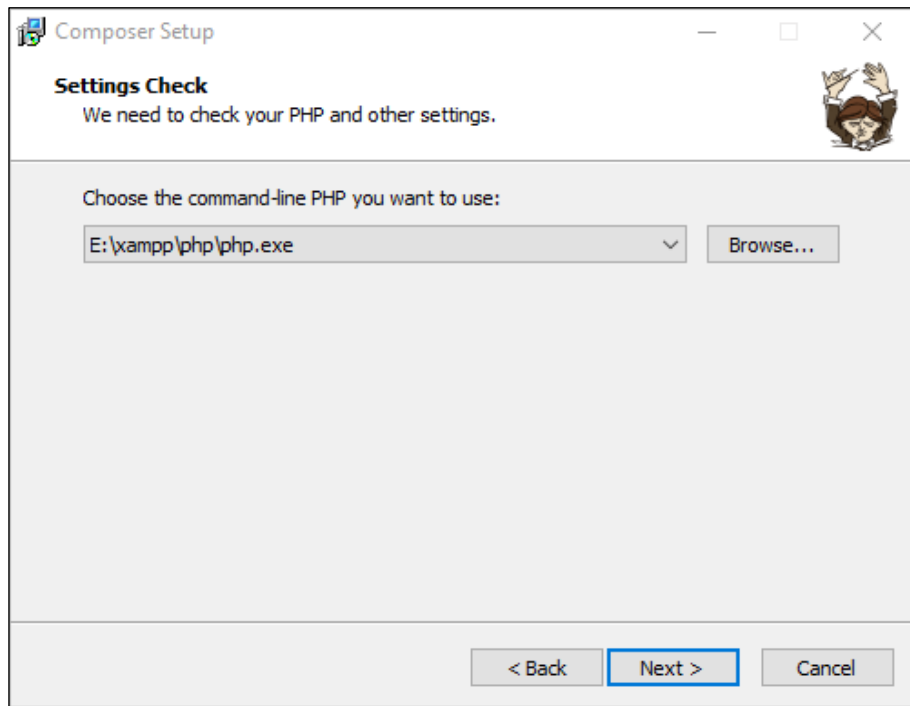 Composer Setup
Settings Check
We need to check your PHP and other settings.
Choose the command-line PHP you want to use:
E:\xampp\php\php.exe
Browse...
< Back
Next >
Cancel